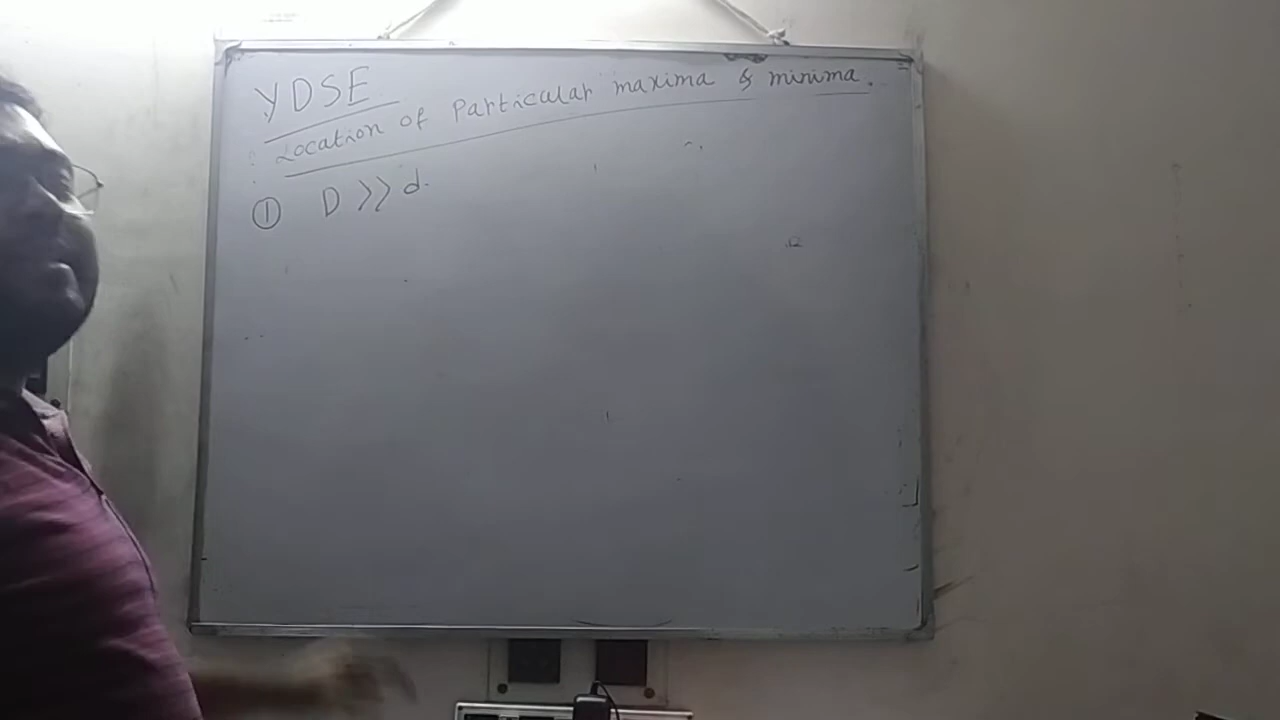 YDSE
Location of Particular maxima & minima.
① D >> d.